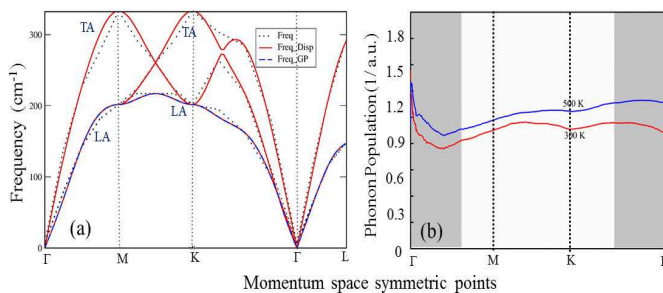 Frequency (cm-1)
300
200
100
0
TA
TA
LA
LA
Freq
Freq_Disp
Freq_GP
(a)
Γ
M
K
Γ
L
Phonon Population (1/ a.u.)
1.8
1.5
1.2
0.9
0.6
0.3
0
500 K
300 K
(b)
Γ
M
K
Momentum space symmetric points